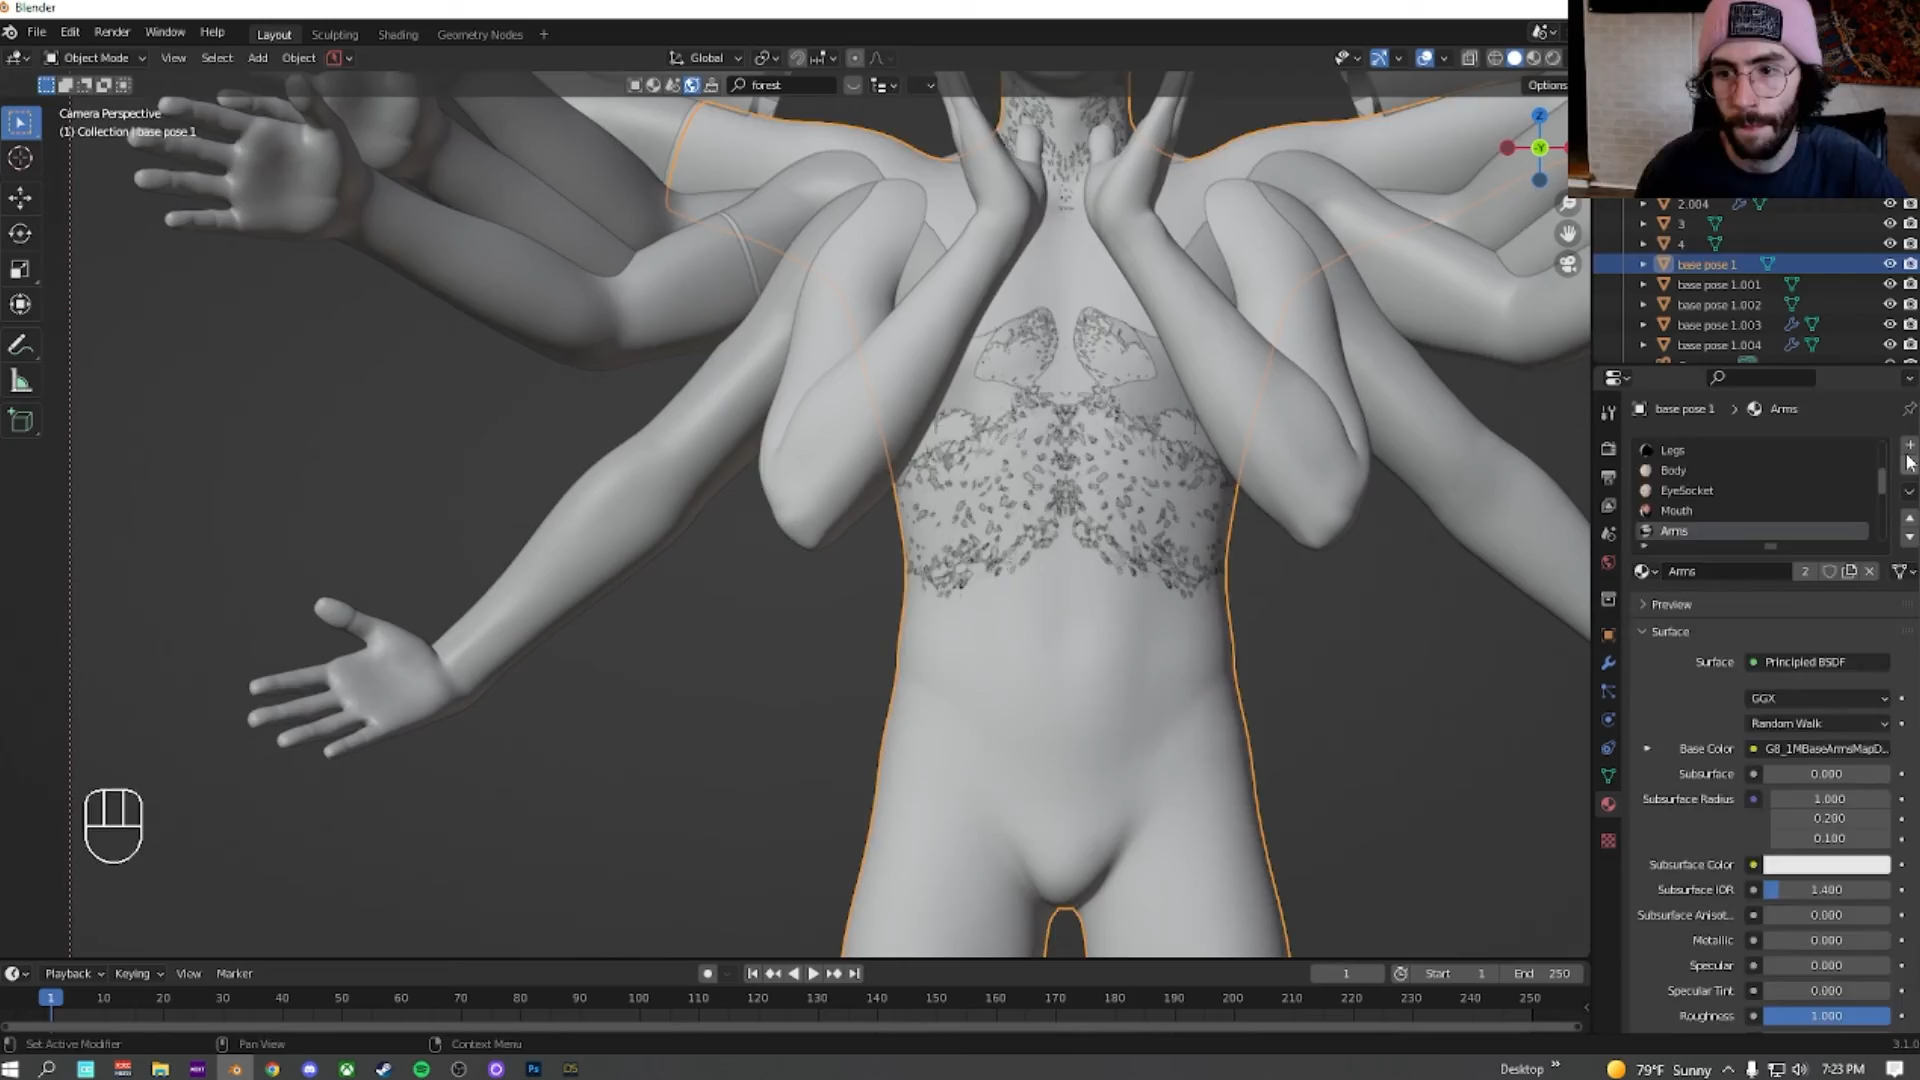 Blender
File Edit Render Window Help Layout Sculpting Shading Geometry Nodes +
Object Mode View Select Add Object Global
forest Options
Camera Perspective
(1) Collection | base pose 1
Z
-Y
2.004
3
4
base pose 1
base pose 1.001
base pose 1.002
base pose 1.003
base pose 1.004
base pose 1 > Arms
Legs
Body
EyeSocket
Mouth
Arms
Arms 2
Preview
Surface
Surface Principled BSDF
GGX
Random Walk
Base Color G8_1MBaseArmsMapD...
Subsurface 0.000
Subsurface Radius 1.000
0.200
0.100
Subsurface Color
Subsurface IOR 1.400
Subsurface Anisot... 0.000
Metallic 0.000
Specular 0.000
Specular Tint 0.000
Roughness 1.000
Playback Keying View Marker 1 Start 1 End 250
1 10 20 30 40 50 60 70 80 90 100 110 120 130 140 150 160 170 180 190 200 210 220 230 240 250
Set Active Modifier Pan View Context Menu 3.1.0
Ps DS Desktop » 79°F Sunny 7:23 PM